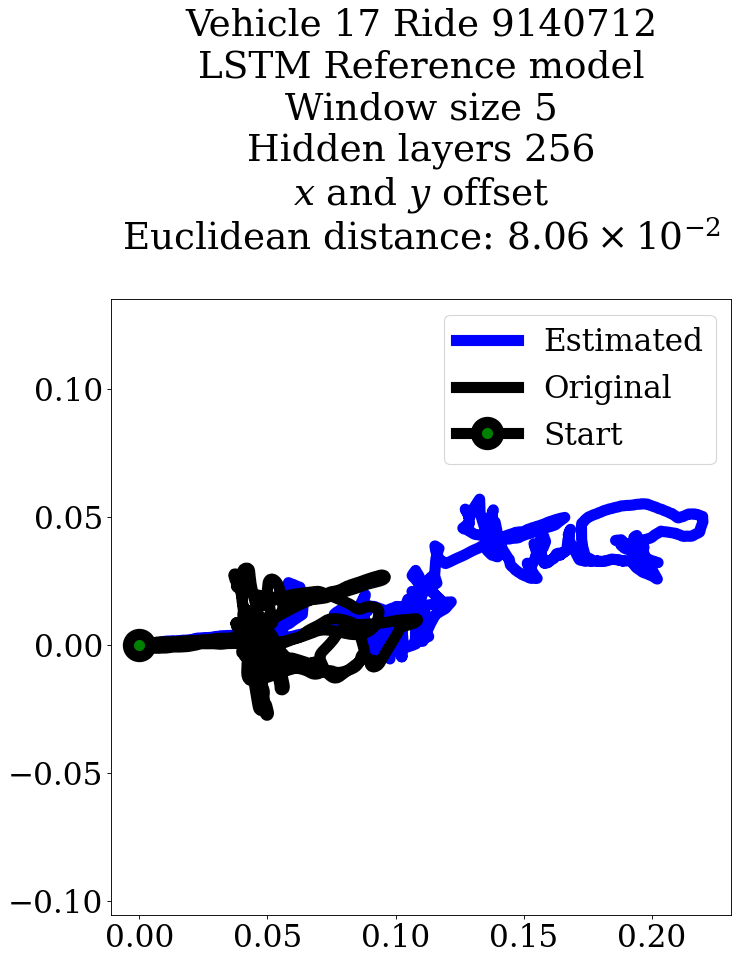 Vehicle 17 Ride 9140712
LSTM Reference model
Window size 5
Hidden layers 256
x and y offset
Euclidean distance: 8.06 × 10⁻²
Estimated
Original
Start
0.10
0.05
0.00
−0.05
−0.10
0.00 0.05 0.10 0.15 0.20